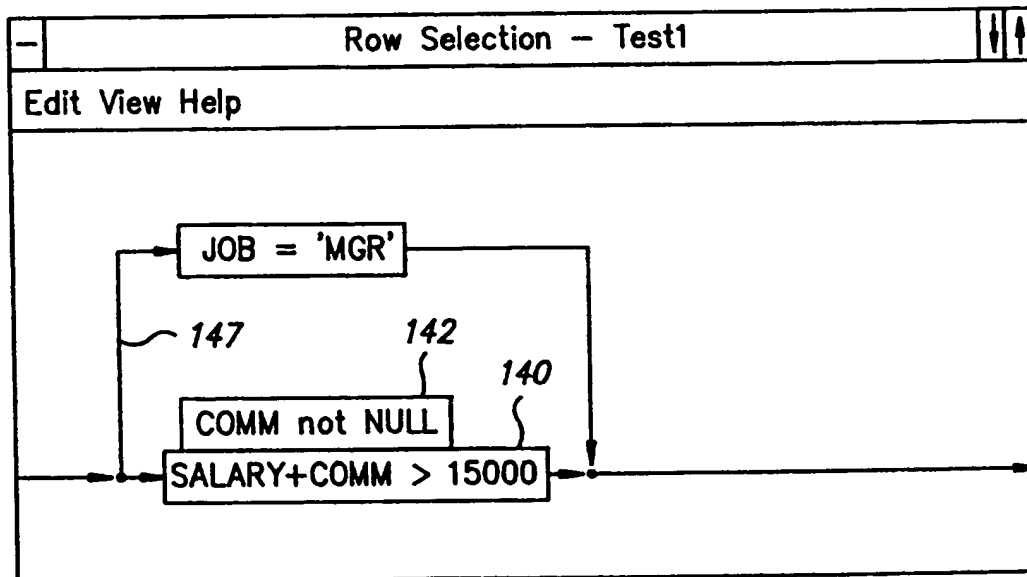 Row Selection – Test1
Edit View Help
JOB = 'MGR'
147
142
140
COMM not NULL
SALARY+COMM > 15000